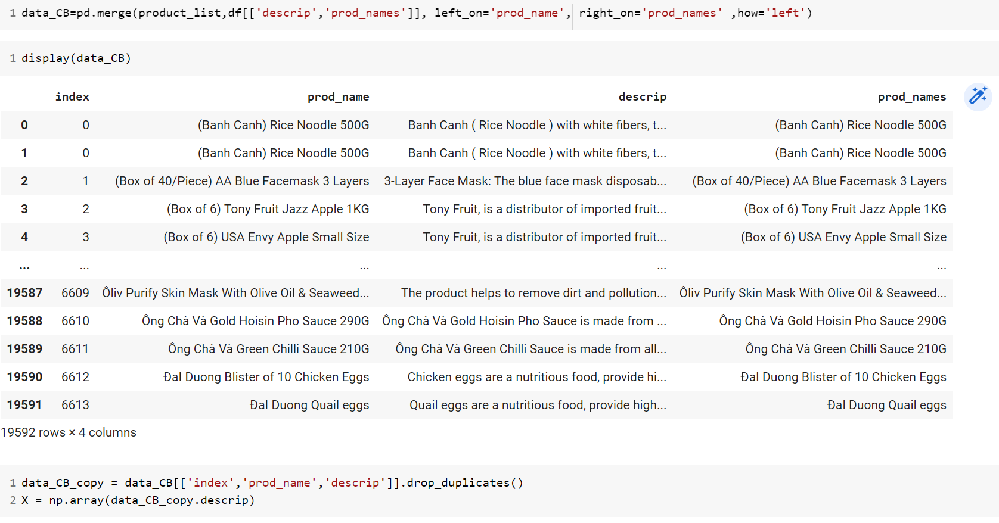 1 data_CB=pd.merge(product_list,df[['descrip','prod_names']], left_on='prod_name', right_on='prod_names' ,how='left')
1 display(data_CB)
index prod_name descrip prod_names
0 0 (Banh Canh) Rice Noodle 500G Banh Canh ( Rice Noodle ) with white fibers, t... (Banh Canh) Rice Noodle 500G
1 0 (Banh Canh) Rice Noodle 500G Banh Canh ( Rice Noodle ) with white fibers, t... (Banh Canh) Rice Noodle 500G
2 1 (Box of 40/Piece) AA Blue Facemask 3 Layers 3-Layer Face Mask: The blue face mask disposab... (Box of 40/Piece) AA Blue Facemask 3 Layers
3 2 (Box of 6) Tony Fruit Jazz Apple 1KG Tony Fruit, is a distributor of imported fruit... (Box of 6) Tony Fruit Jazz Apple 1KG
4 3 (Box of 6) USA Envy Apple Small Size Tony Fruit, is a distributor of imported fruit... (Box of 6) USA Envy Apple Small Size
... ... ... ... ...
19587 6609 Ôliv Purify Skin Mask With Olive Oil & Seaweed... The product helps to remove dirt and pollution... Ôliv Purify Skin Mask With Olive Oil & Seaweed...
19588 6610 Ông Chà Và Gold Hoisin Pho Sauce 290G Ông Chà Và Gold Hoisin Pho Sauce is made from ... Ông Chà Và Gold Hoisin Pho Sauce 290G
19589 6611 Ông Chà Và Green Chilli Sauce 210G Ông Chà Và Green Chilli Sauce is made from all... Ông Chà Và Green Chilli Sauce 210G
19590 6612 ĐaI Duong Blister of 10 Chicken Eggs Chicken eggs are a nutritious food, provide hi... ĐaI Duong Blister of 10 Chicken Eggs
19591 6613 ĐaI Duong Quail eggs Quail eggs are a nutritious food, provide high... ĐaI Duong Quail eggs
19592 rows × 4 columns
1 data_CB_copy = data_CB[['index','prod_name','descrip']].drop_duplicates()
2 X = np.array(data_CB_copy.descrip)